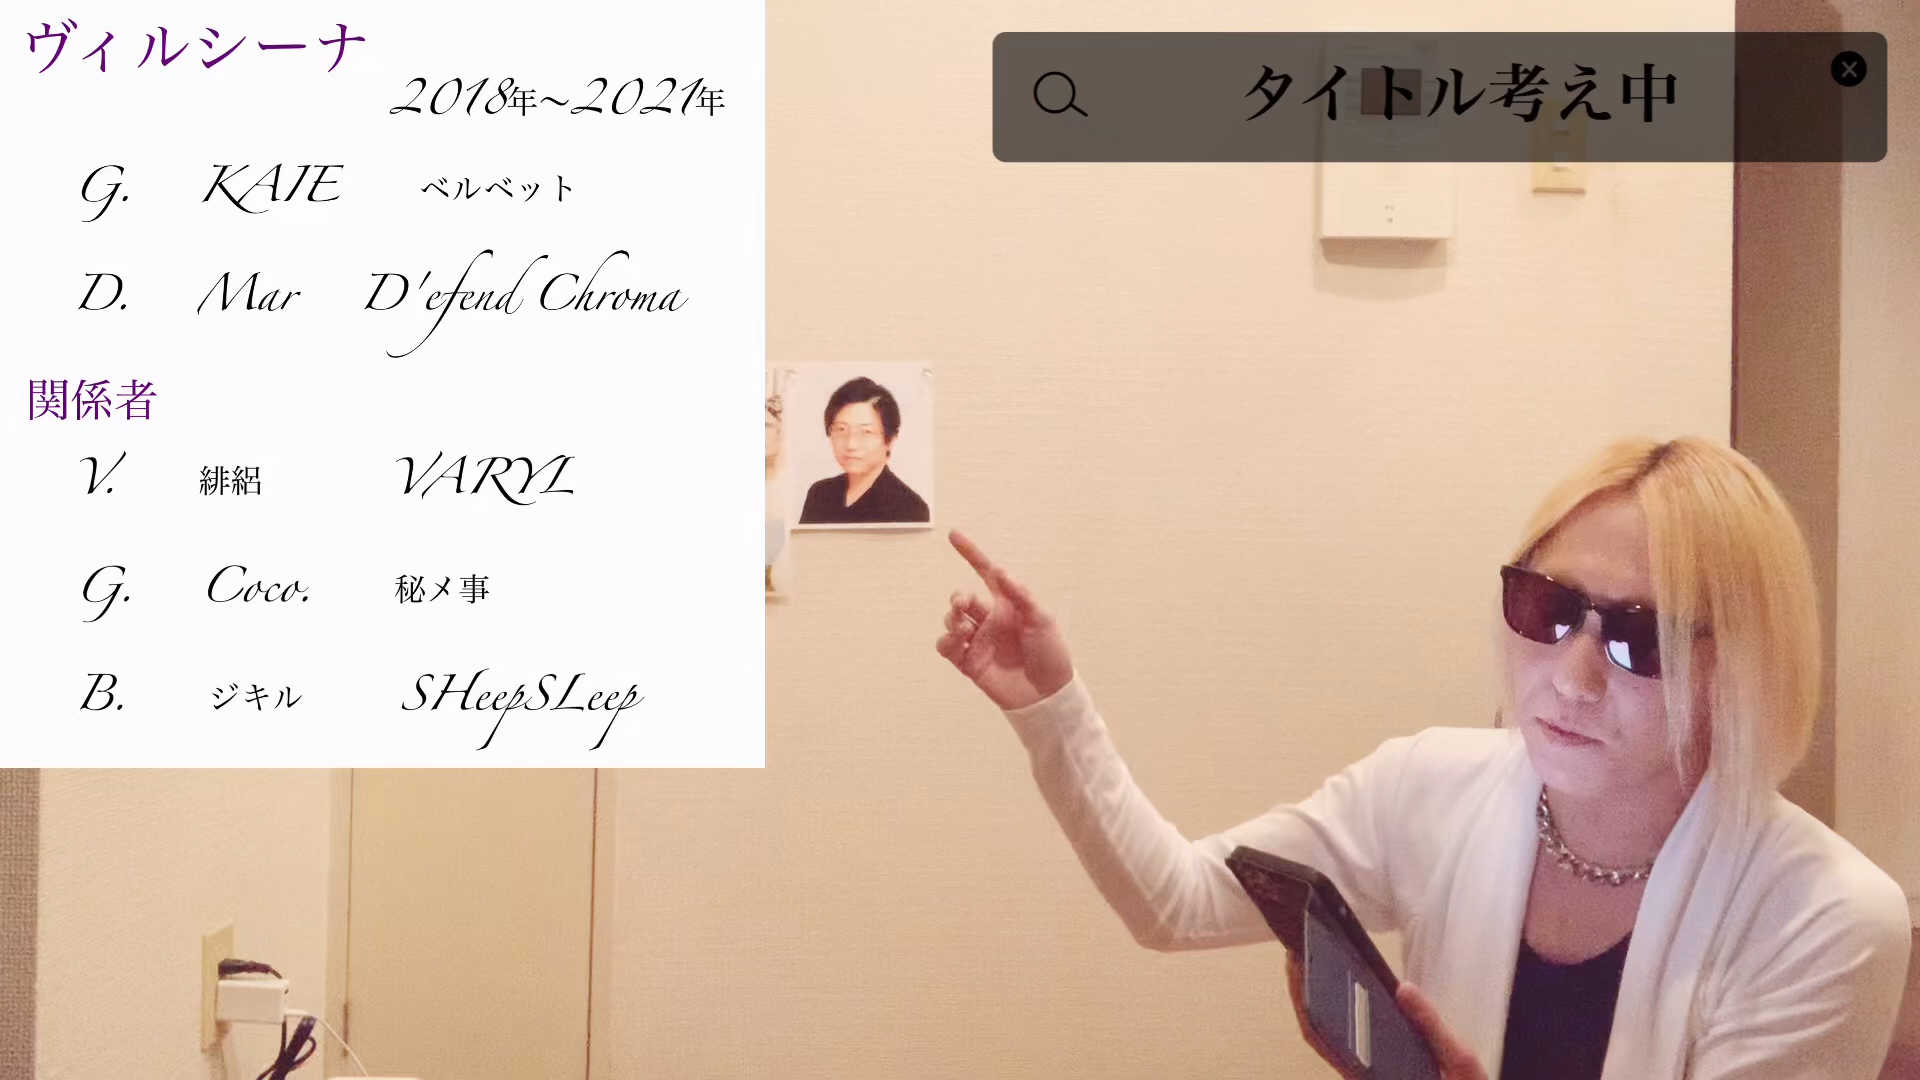 ヴィルシーナ
2018年〜2021年
G. KAIE ベルベット
D. Mar D'efend Chroma
関係者
V. 緋絽 VARYL
G. Coco. 秘メ事
B. ジキル SHeepSLeep
タイトル考え中